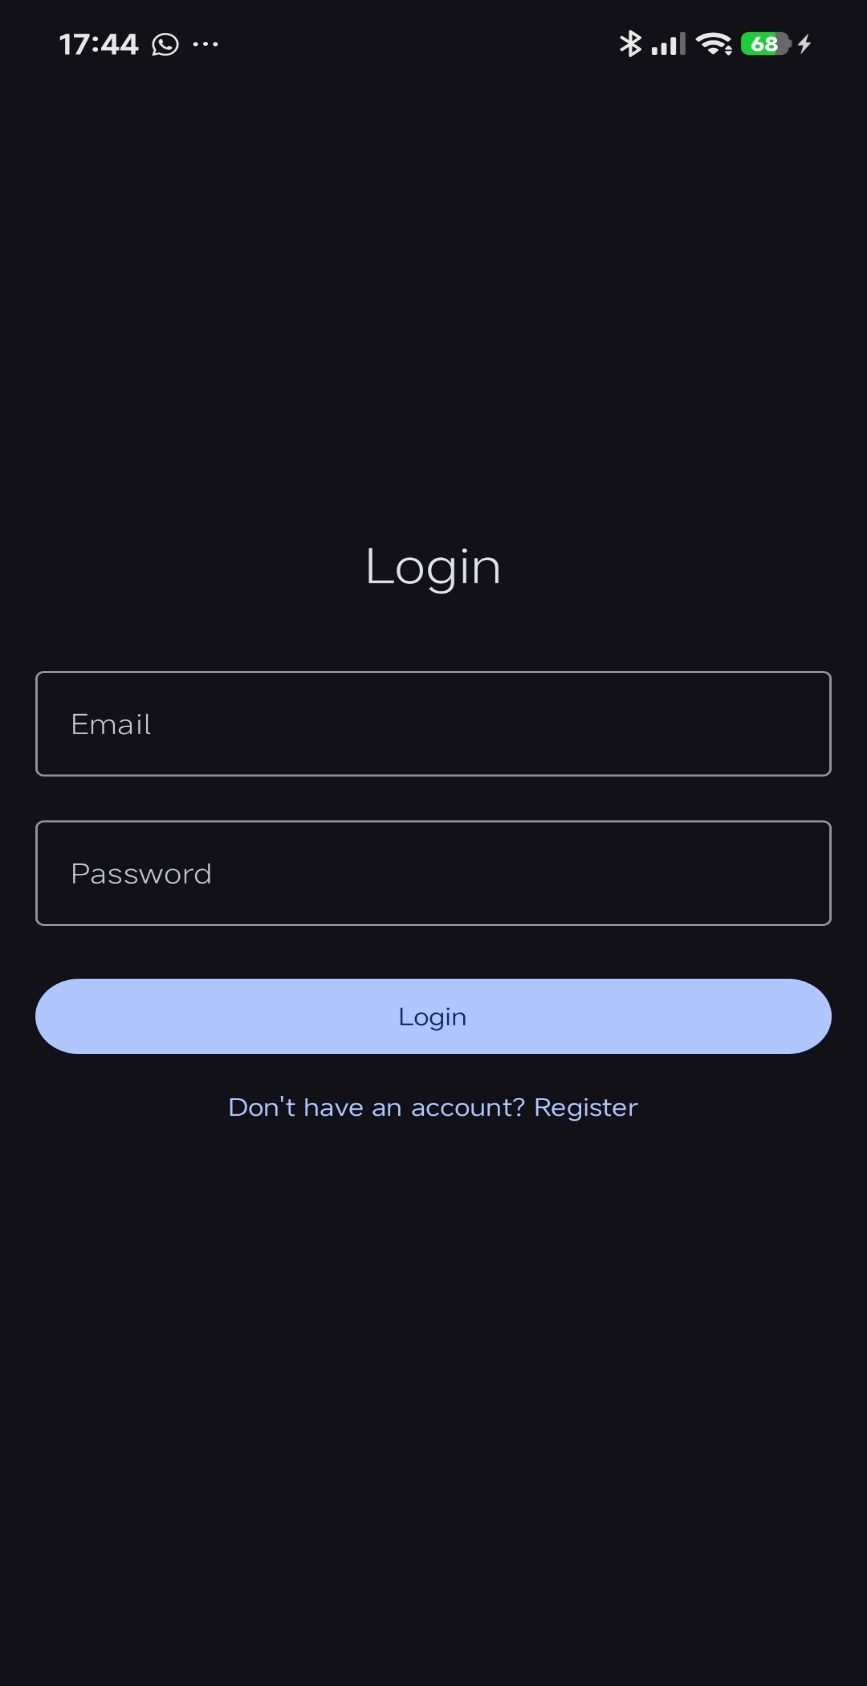 17:44 ... 68
Login
Email
Password
Login
Don't have an account? Register